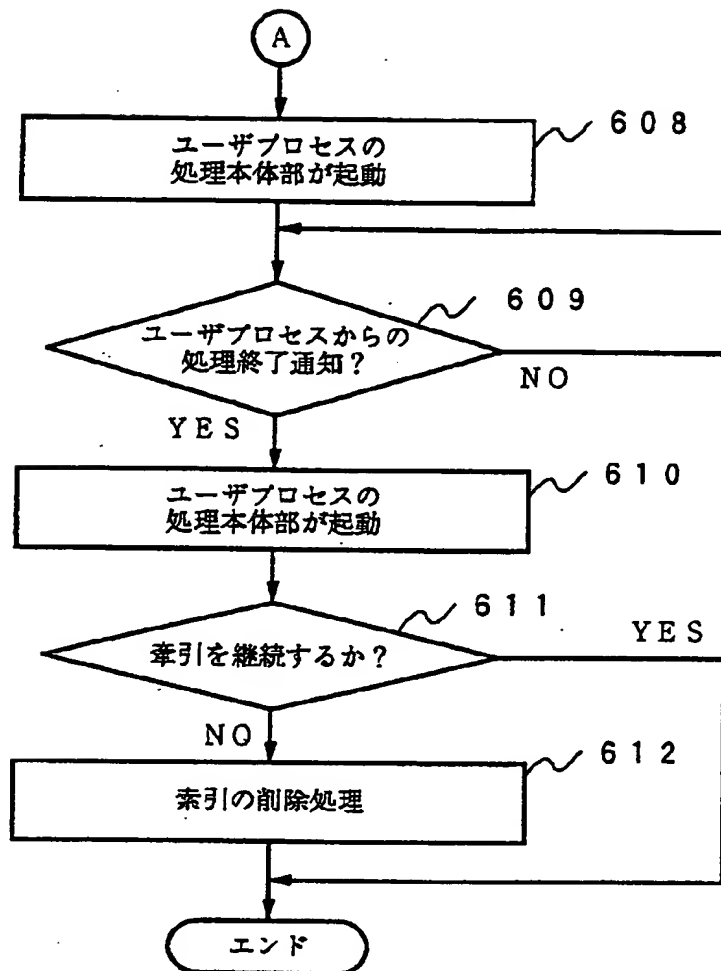 A
ユーザプロセスの
処理本体部が起動
608
ユーザプロセスからの
処理終了通知?
609
NO
YES
ユーザプロセスの
処理本体部が起動
610
牽引を継続するか?
611
YES
NO
索引の削除処理
612
エンド